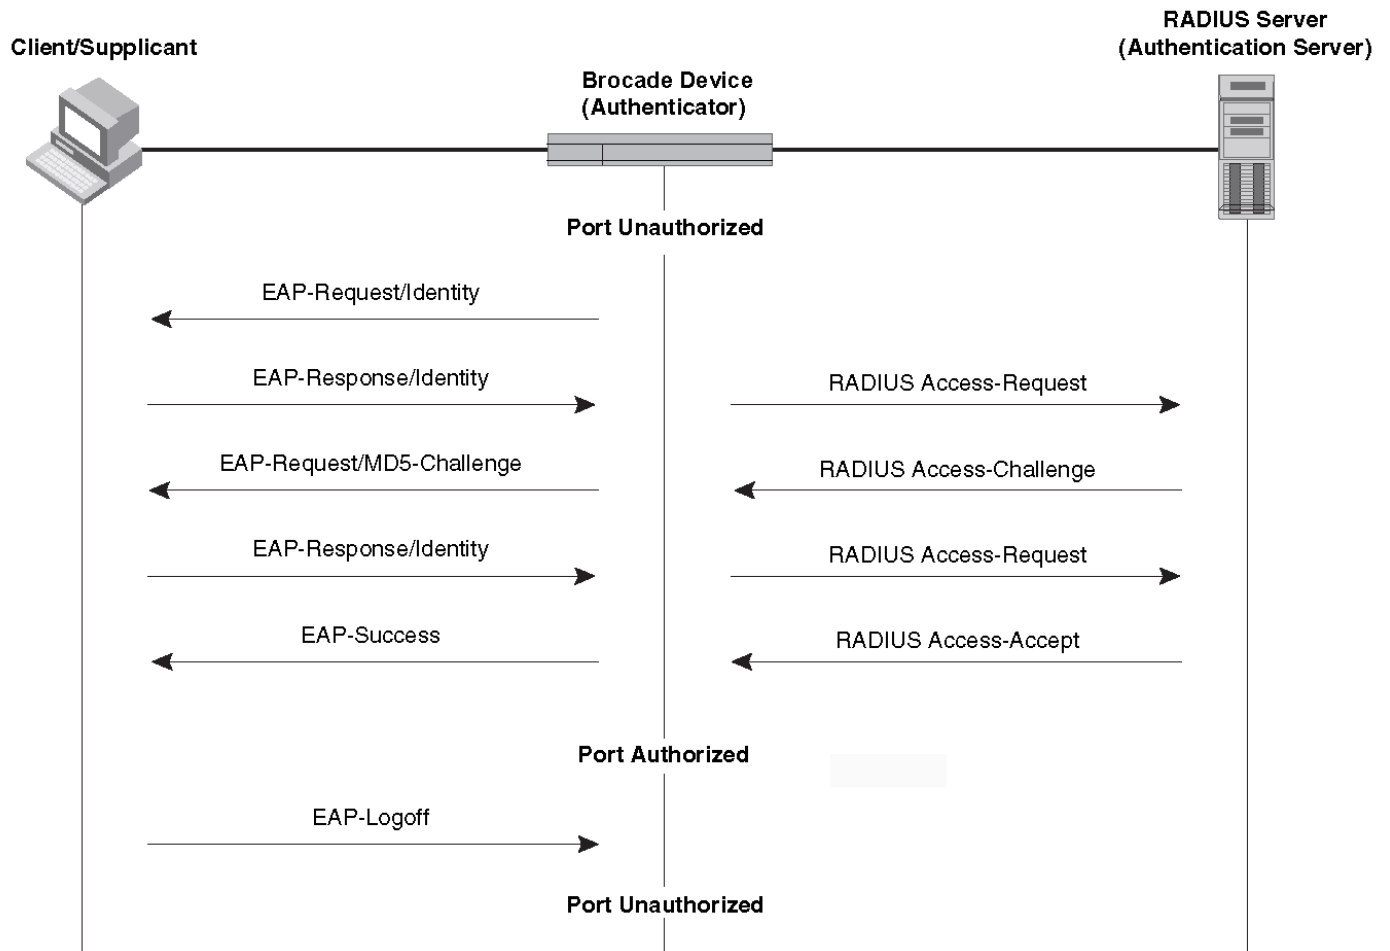 RADIUS Server
(Authentication Server)
Client/Supplicant
Brocade Device
(Authenticator)
Port Unauthorized
EAP-Request/Identity
EAP-Response/Identity
RADIUS Access-Request
EAP-Request/MD5-Challenge
RADIUS Access-Challenge
EAP-Response/Identity
RADIUS Access-Request
EAP-Success
RADIUS Access-Accept
Port Authorized
EAP-Logoff
Port Unauthorized